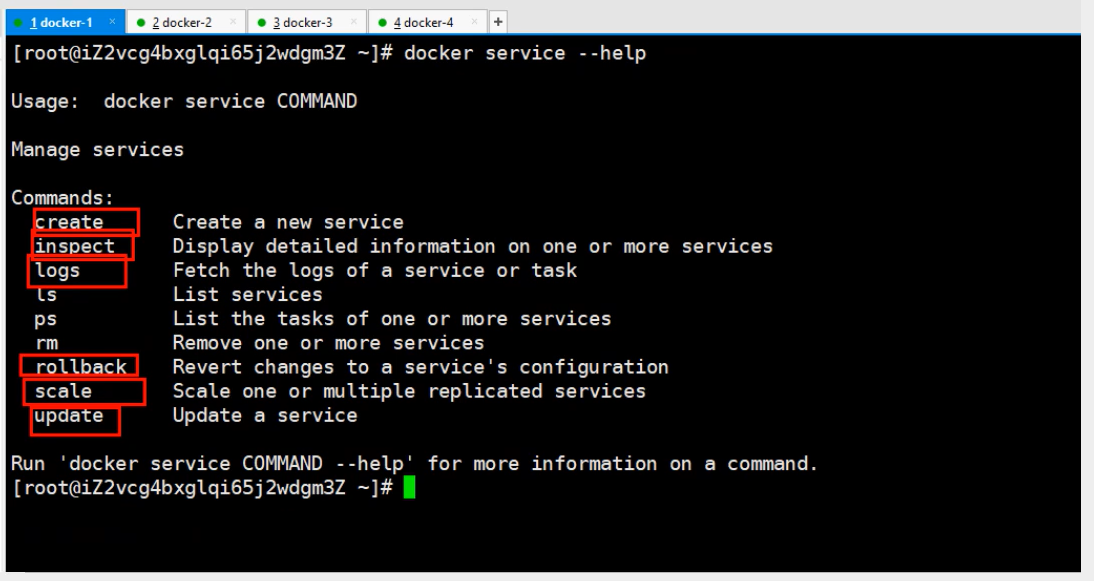 1 docker-1 × 2 docker-2 × 3 docker-3 × 4 docker-4 × +
[root@iZ2vcg4bxglqi65j2wdgm3Z ~]# docker service --help
Usage:  docker service COMMAND
Manage services
Commands:
  create      Create a new service
  inspect     Display detailed information on one or more services
  logs        Fetch the logs of a service or task
  ls          List services
  ps          List the tasks of one or more services
  rm          Remove one or more services
  rollback    Revert changes to a service's configuration
  scale       Scale one or multiple replicated services
  update      Update a service
Run 'docker service COMMAND --help' for more information on a command.
[root@iZ2vcg4bxglqi65j2wdgm3Z ~]#